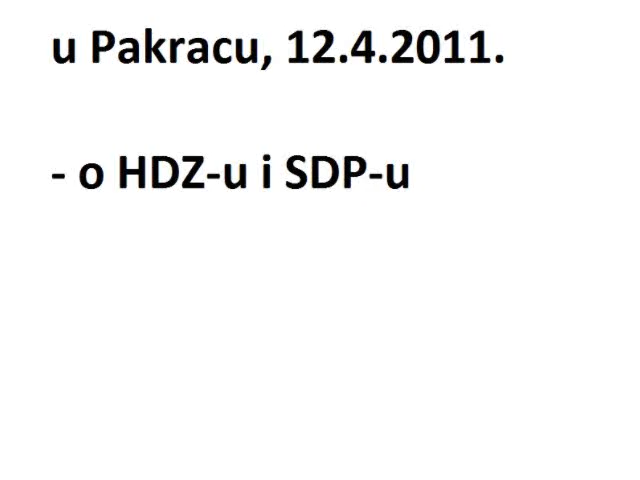 u Pakracu, 12.4.2011.
- o HDZ-u i SDP-u